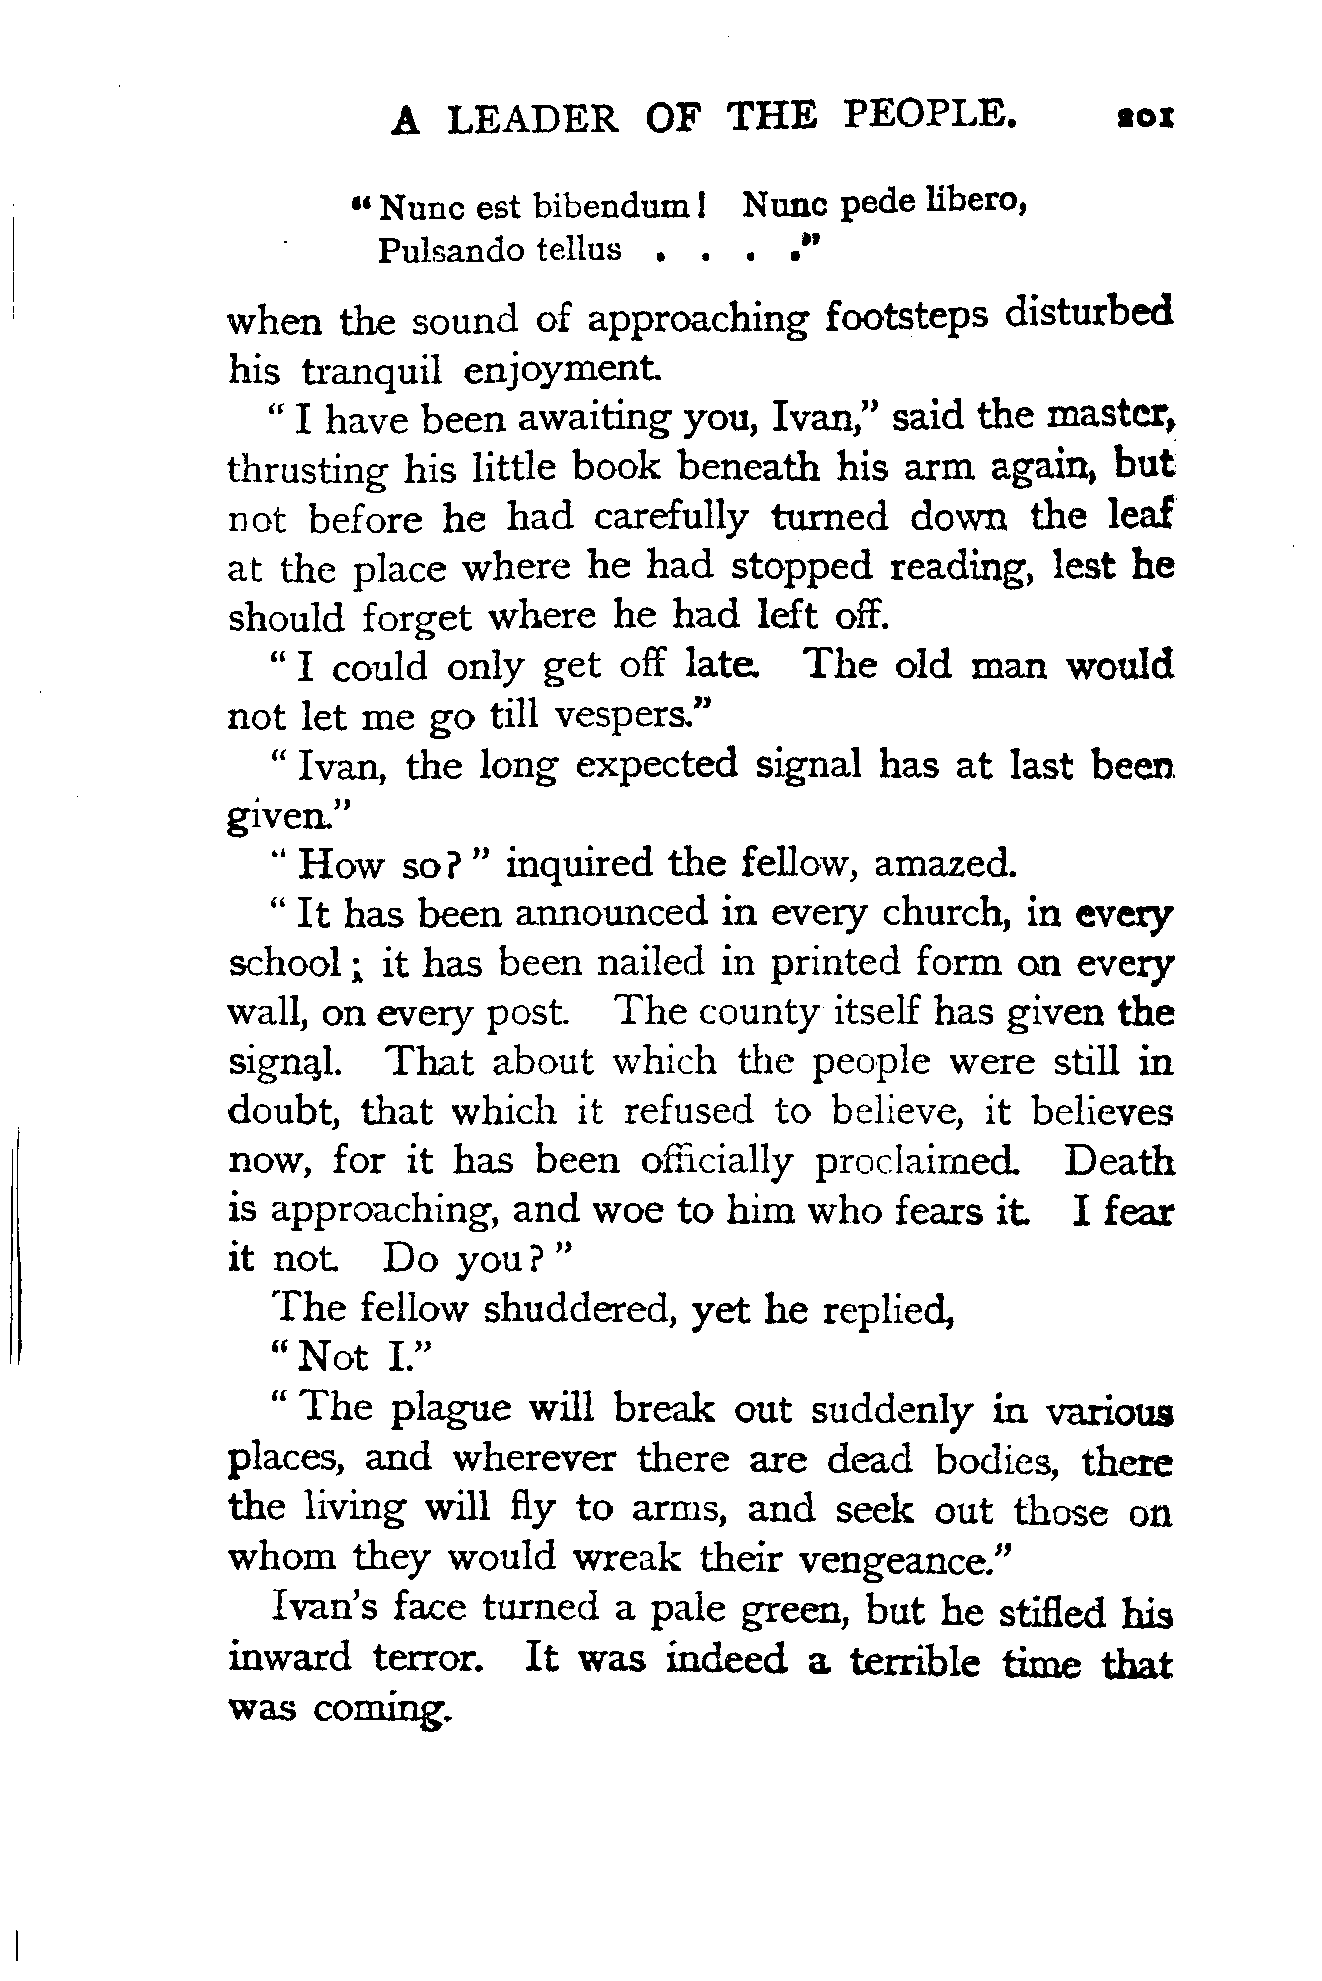 A LEADER OF THE PEOPLE. 201
“Nunc est bibendum! Nunc pede libero,
Pulsando tellus . . . .”
when the sound of approaching footsteps disturbed
his tranquil enjoyment.
“I have been awaiting you, Ivan,” said the master,
thrusting his little book beneath his arm again, but
not before he had carefully turned down the leaf
at the place where he had stopped reading, lest he
should forget where he had left off.
“I could only get off late. The old man would
not let me go till vespers.”
“Ivan, the long expected signal has at last been
given.”
“How so?” inquired the fellow, amazed.
“It has been announced in every church, in every
school; it has been nailed in printed form on every
wall, on every post. The county itself has given the
signal. That about which the people were still in
doubt, that which it refused to believe, it believes
now, for it has been officially proclaimed. Death
is approaching, and woe to him who fears it. I fear
it not. Do you?”
The fellow shuddered, yet he replied,
“Not I.”
“The plague will break out suddenly in various
places, and wherever there are dead bodies, there
the living will fly to arms, and seek out those on
whom they would wreak their vengeance.”
Ivan’s face turned a pale green, but he stifled his
inward terror. It was indeed a terrible time that
was coming.